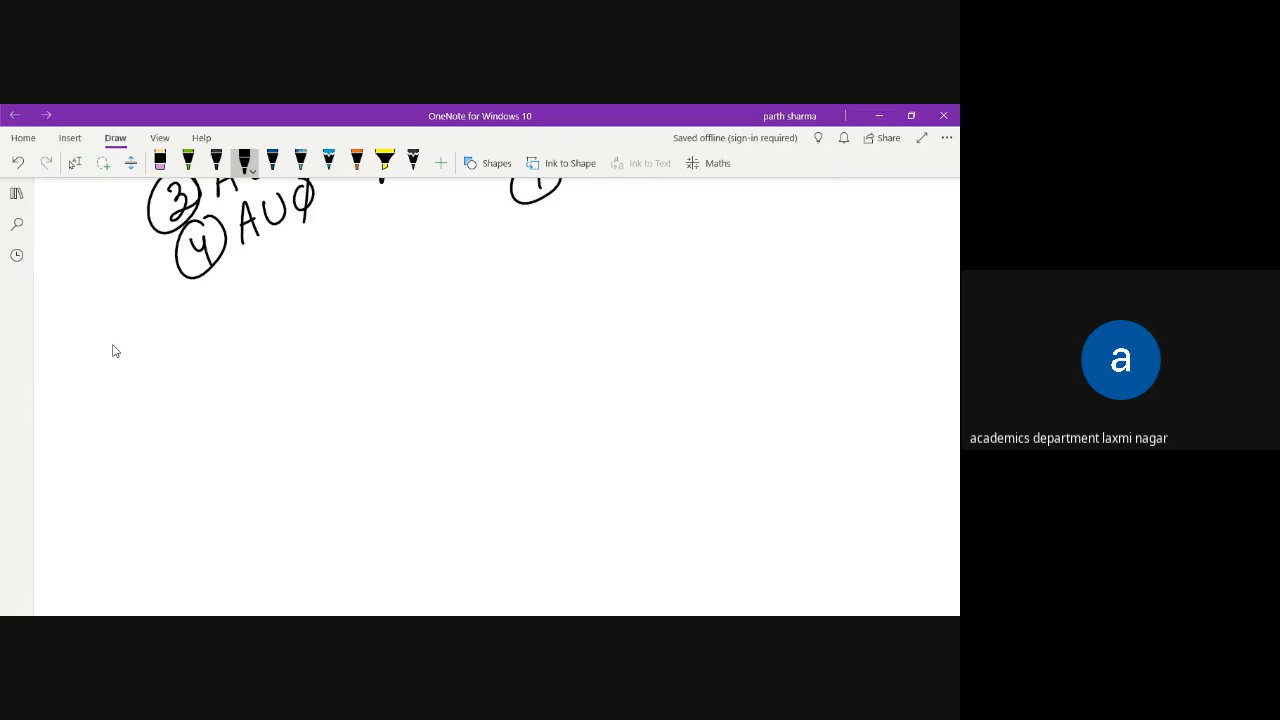 OneNote for Windows 10
parth sharma
Home Insert Draw View Help
Saved offline (sign-in required)
Share
Shapes Ink to Shape Ink to Text Maths
3 A
4 A U ϕ
a
academics department laxmi nagar